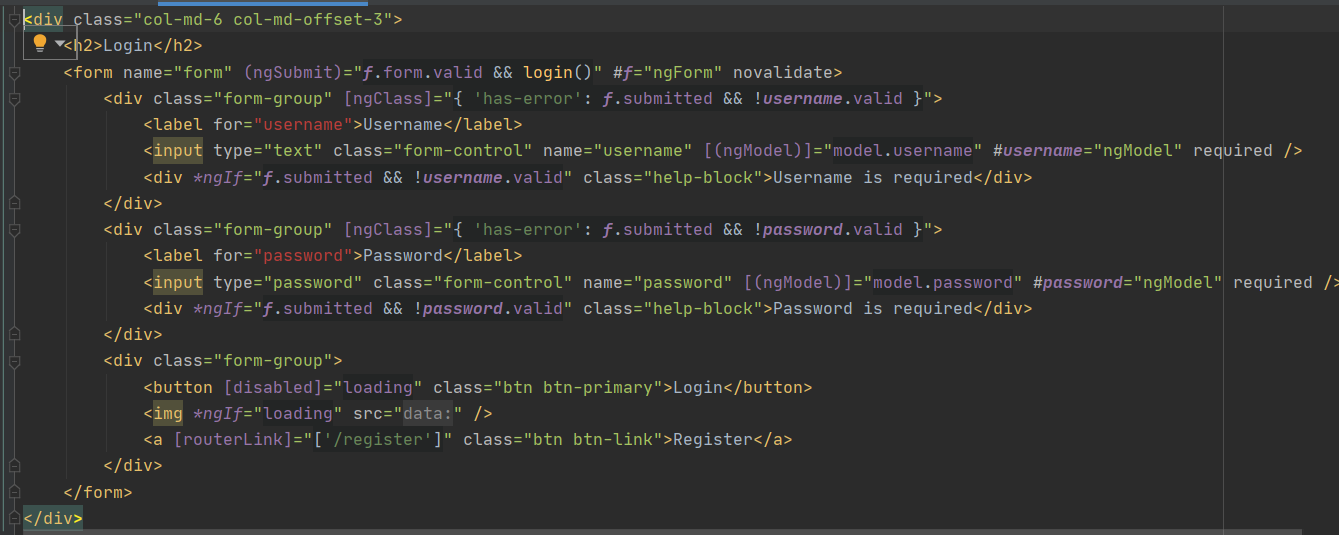 <div class="col-md-6 col-md-offset-3">
<h2>Login</h2>
<form name="form" (ngSubmit)="f.form.valid && login()" #f="ngForm" novalidate>
<div class="form-group" [ngClass]="{ 'has-error': f.submitted && !username.valid }">
<label for="username">Username</label>
<input type="text" class="form-control" name="username" [(ngModel)]="model.username" #username="ngModel" required />
<div *ngIf="f.submitted && !username.valid" class="help-block">Username is required</div>
</div>
<div class="form-group" [ngClass]="{ 'has-error': f.submitted && !password.valid }">
<label for="password">Password</label>
<input type="password" class="form-control" name="password" [(ngModel)]="model.password" #password="ngModel" required />
<div *ngIf="f.submitted && !password.valid" class="help-block">Password is required</div>
</div>
<div class="form-group">
<button [disabled]="loading" class="btn btn-primary">Login</button>
<img *ngIf="loading" src="data:" />
<a [routerLink]="['/register']" class="btn btn-link">Register</a>
</div>
</form>
</div>